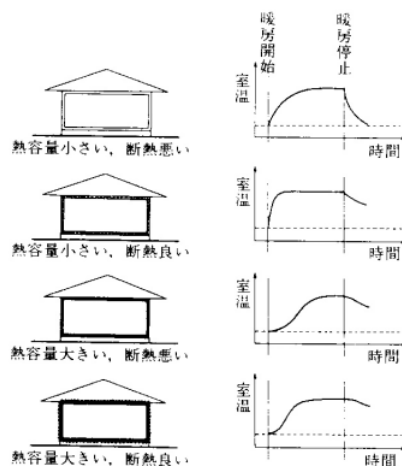 暖房開始
暖房停止
室温
時間
熱容量小さい，断熱悪い
室温
時間
熱容量小さい，断熱良い
室温
時間
熱容量大きい，断熱悪い
室温
時間
熱容量大きい，断熱良い